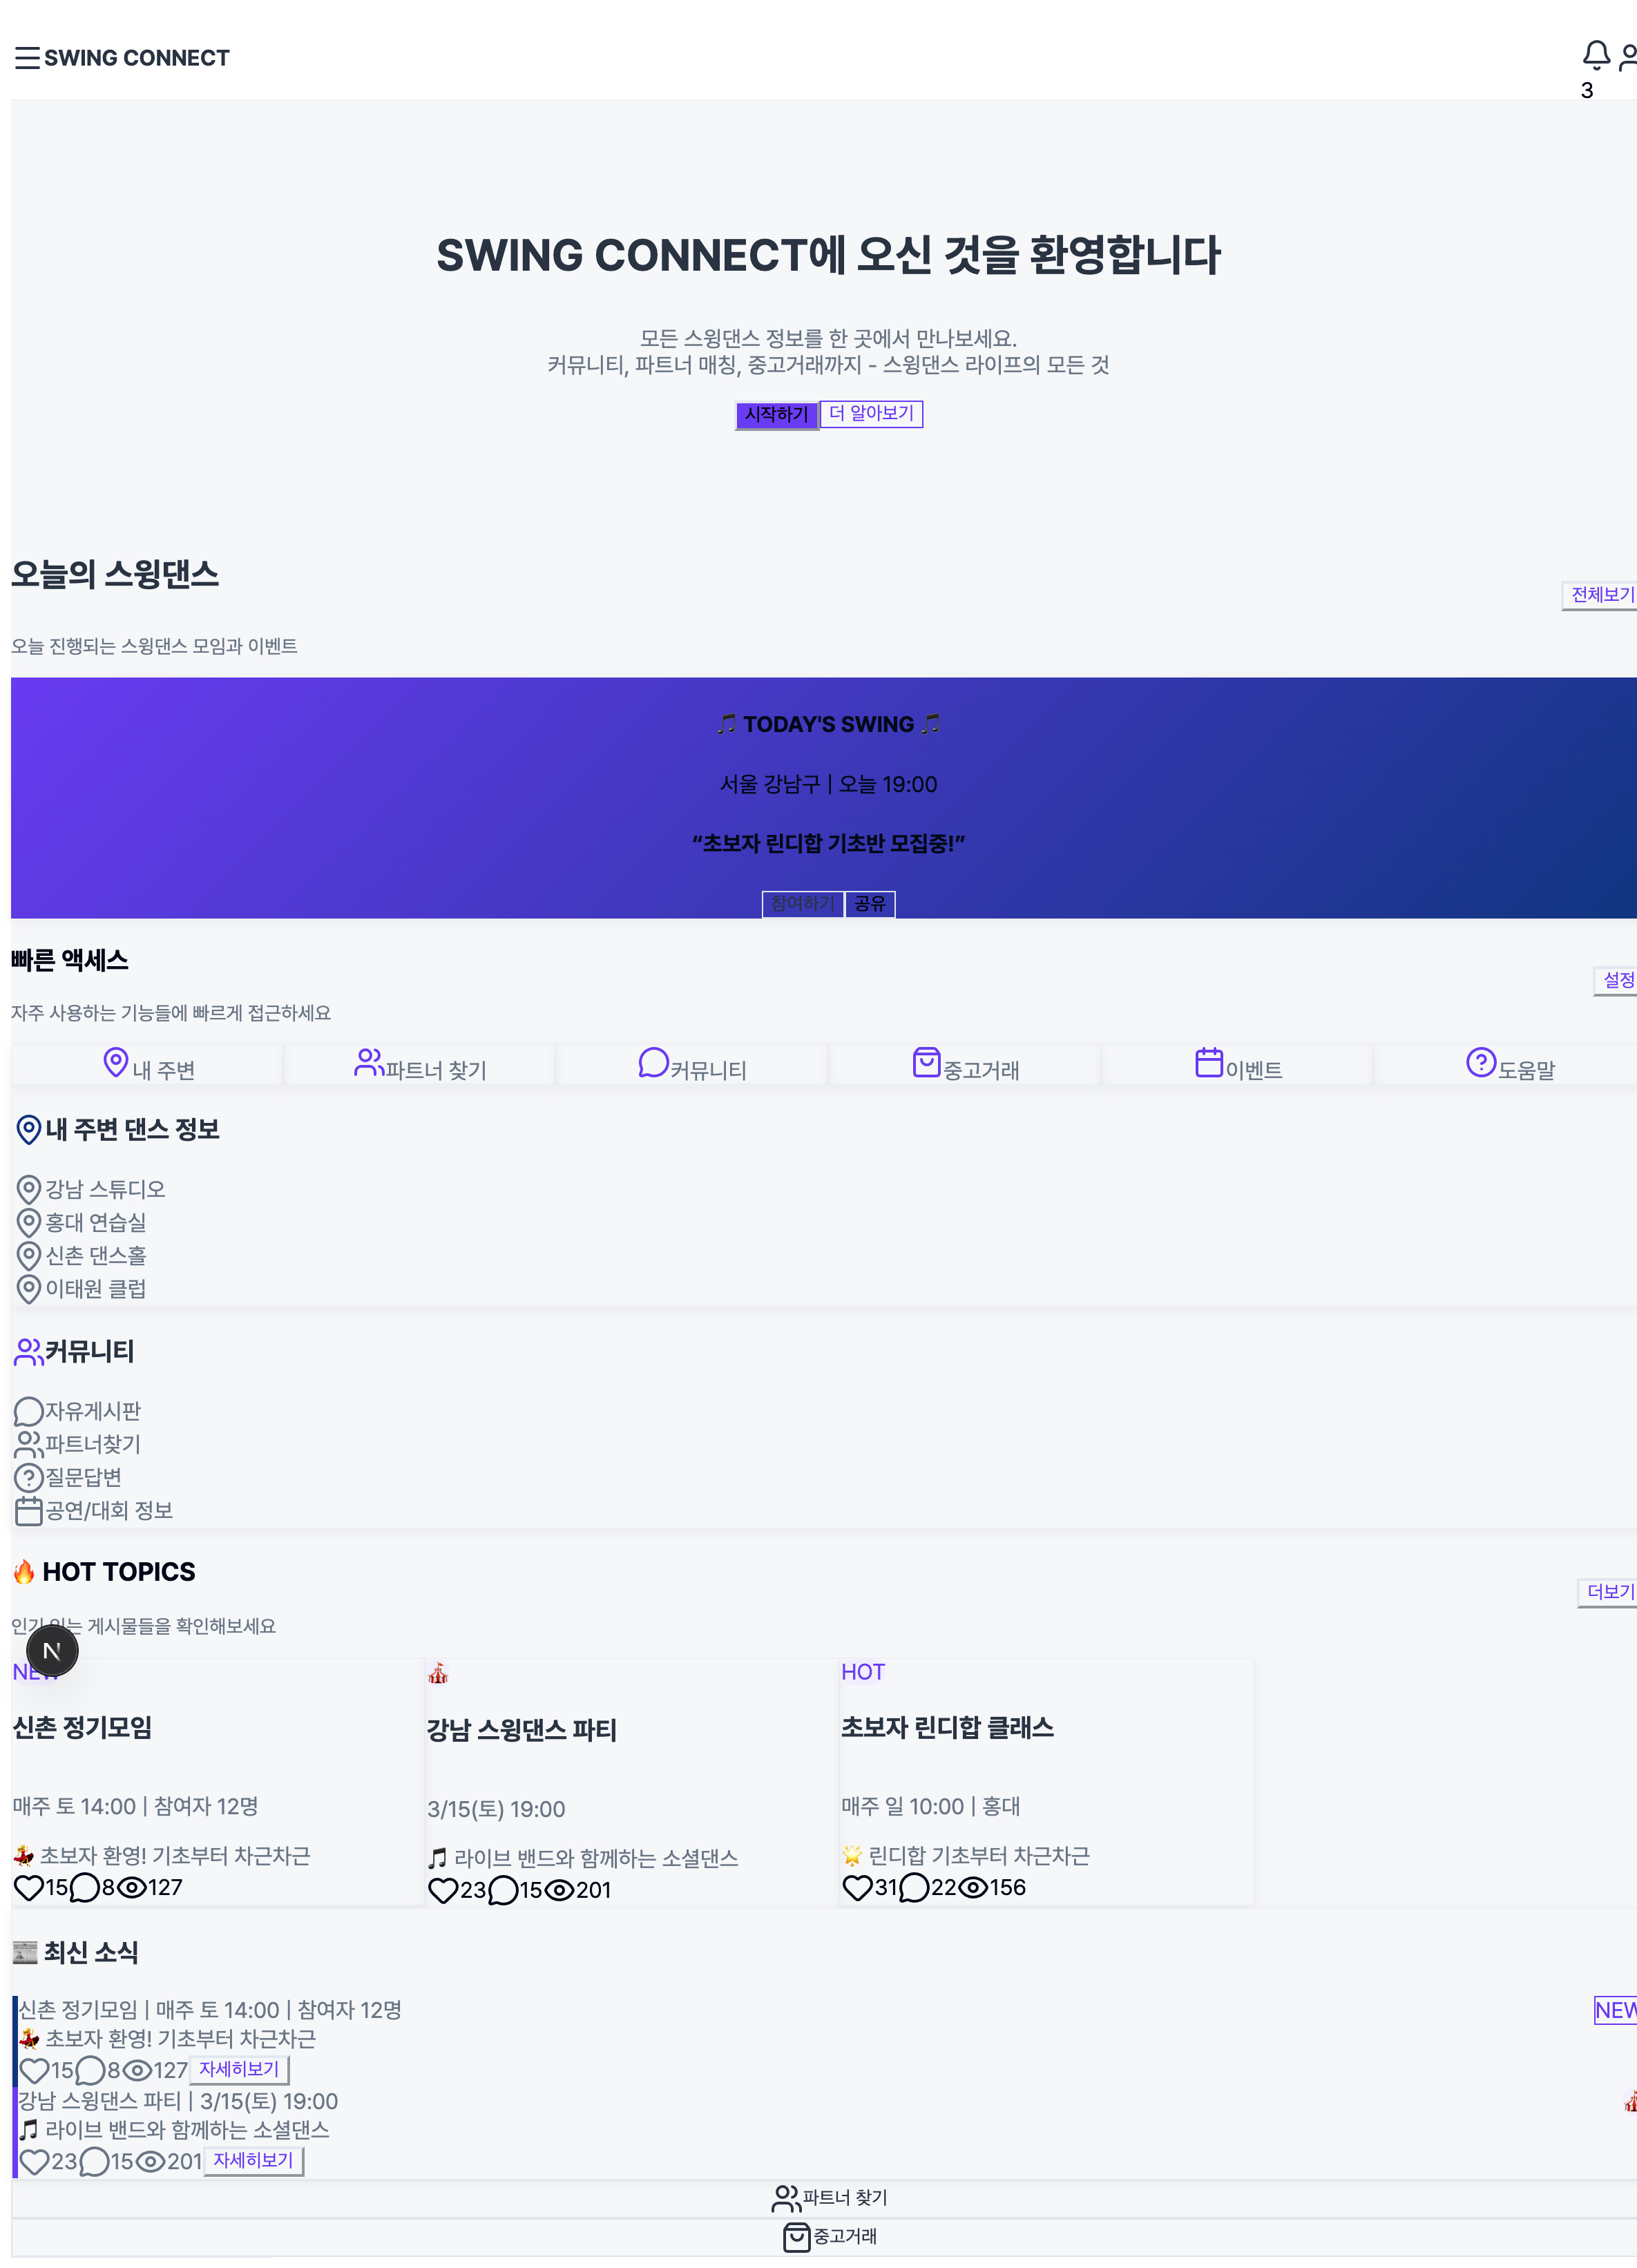 SWING CONNECT
3
SWING CONNECT에 오신 것을 환영합니다
모든 스윙댄스 정보를 한 곳에서 만나보세요.
커뮤니티, 파트너 매칭, 중고거래까지 - 스윙댄스 라이프의 모든 것
시작하기 더 알아보기
오늘의 스윙댄스
전체보기
오늘 진행되는 스윙댄스 모임과 이벤트
🎵 TODAY'S SWING 🎵
서울 강남구 | 오늘 19:00
“초보자 린디합 기초반 모집중!”
참여하기 공유
빠른 액세스
설정
자주 사용하는 기능들에 빠르게 접근하세요
내 주변 파트너 찾기 커뮤니티 중고거래 이벤트 도움말
내 주변 댄스 정보
강남 스튜디오
홍대 연습실
신촌 댄스홀
이태원 클럽
커뮤니티
자유게시판
파트너찾기
질문답변
공연/대회 정보
🔥 HOT TOPICS
더보기
인기 있는 게시물들을 확인해보세요
N
NEW
신촌 정기모임
매주 토 14:00 | 참여자 12명
💃 초보자 환영! 기초부터 차근차근
15 8 127
🎪
강남 스윙댄스 파티
3/15(토) 19:00
🎵 라이브 밴드와 함께하는 소셜댄스
23 15 201
HOT
초보자 린디합 클래스
매주 일 10:00 | 홍대
🌟 린디합 기초부터 차근차근
31 22 156
📰 최신 소식
신촌 정기모임 | 매주 토 14:00 | 참여자 12명
NEW
💃 초보자 환영! 기초부터 차근차근
15 8 127 자세히보기
강남 스윙댄스 파티 | 3/15(토) 19:00
🎪
🎵 라이브 밴드와 함께하는 소셜댄스
23 15 201 자세히보기
파트너 찾기
중고거래